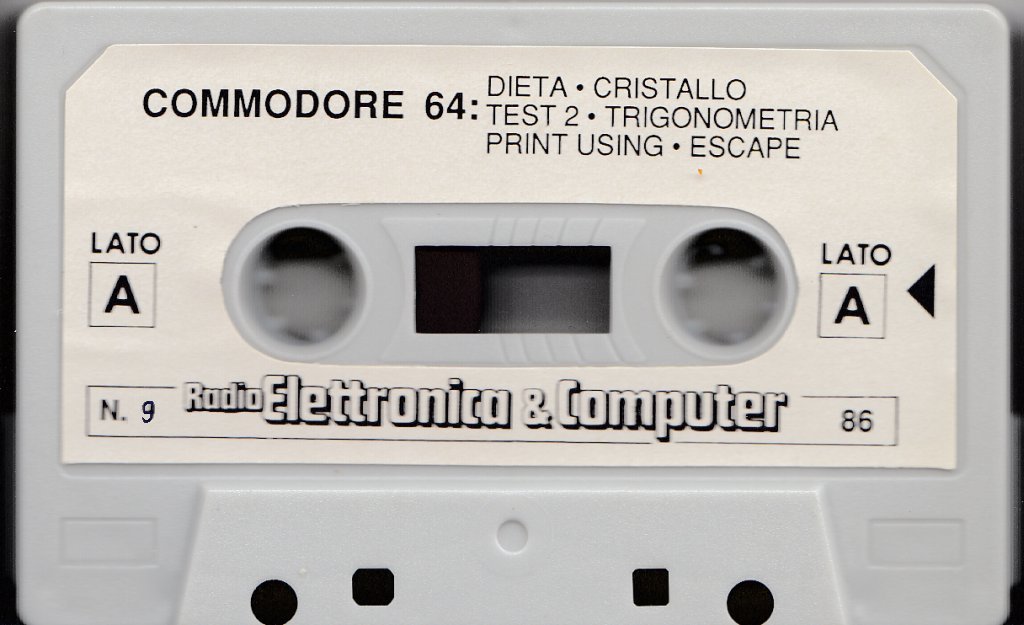 COMMODORE 64:
DIETA • CRISTALLO
TEST 2 • TRIGONOMETRIA
PRINT USING • ESCAPE
LATO
A
LATO
A
N. 9
Radio Elettronica & Computer
86